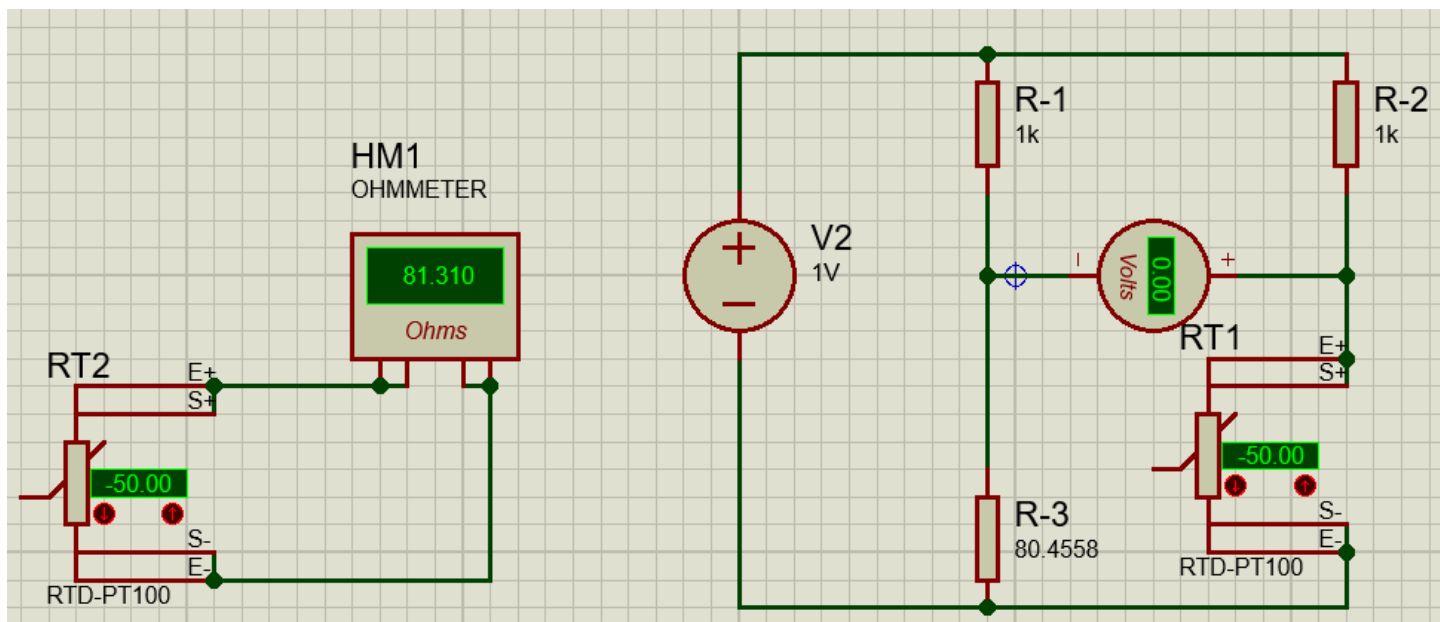 HM1
OHMMETER
81.310
Ohms
RT2
E+
S+
-50.00
S-
E-
RTD-PT100
V2
1V
R-1
1k
R-2
1k
-
Volts
0.00
+
RT1
E+
S+
-50.00
S-
E-
RTD-PT100
R-3
80.4558